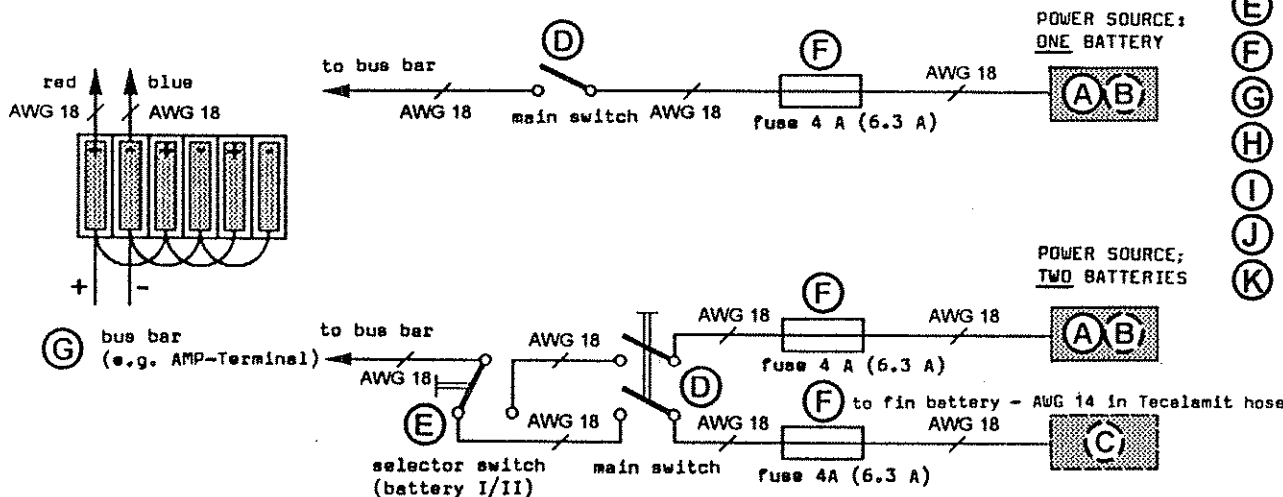 POWER SOURCE:
ONE BATTERY
D
F
to bus bar
AWG 18
main switch
AWG 18
fuse 4 A (6.3 A)
AWG 18
A B
red
blue
AWG 18
AWG 18
+ - + - + -
+ -
G bus bar
(e.g. AMP-Terminal)
POWER SOURCE;
TWO BATTERIES
to bus bar
AWG 18
E
selector switch
(battery I/II)
AWG 18
AWG 18
D
main switch
AWG 18
F
fuse 4 A (6.3 A)
AWG 18
A B
AWG 18
F to fin battery - AWG 14 in Tecalamit hose
fuse 4A (6.3 A)
AWG 18
C
E
F
G
H
I
J
K